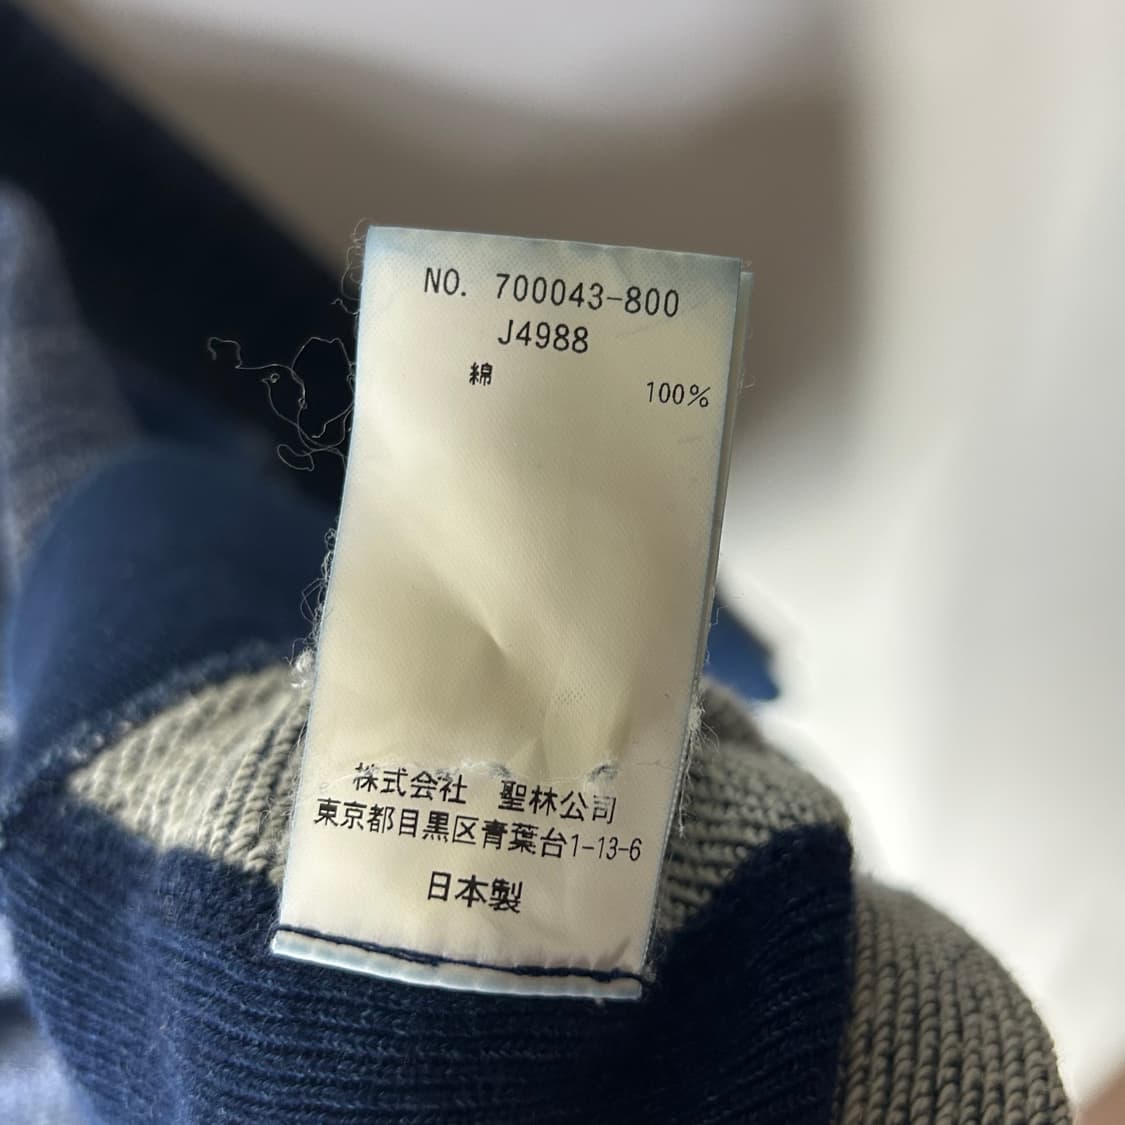 NO. 700043-800
J4988
綿 100%
株式会社 聖林公司
東京都目黒区青葉台1-13-6
日本製